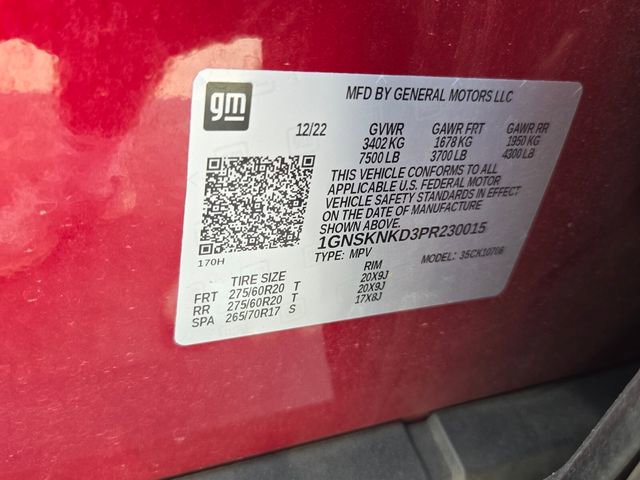 gm
MFD BY GENERAL MOTORS LLC
12/22 GVWR GAWR FRT GAWR RR
3402 KG 1678 KG 1950 KG
7500 LB 3700 LB 4300 LB
THIS VEHICLE CONFORMS TO ALL
APPLICABLE U.S. FEDERAL MOTOR
VEHICLE SAFETY STANDARDS IN EFFECT
ON THE DATE OF MANUFACTURE
SHOWN ABOVE.
1GNSKNKD3PR230015
170H
TYPE: MPV MODEL: 35CK10706
TIRE SIZE RIM
FRT 275/60R20 T 20X9J
RR 275/60R20 T 20X9J
SPA 265/70R17 S 17X8J